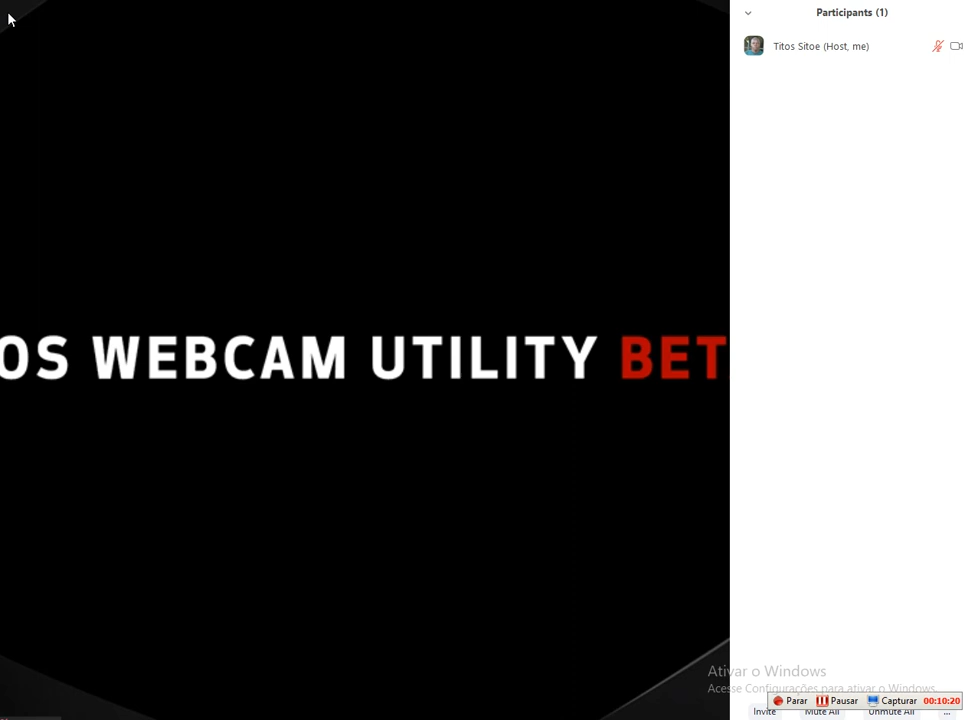 Participants (1)
Titos Sitoe (Host, me)
OS WEBCAM UTILITY BET
Ativar o Windows
Acesse Configurações para ativar o Windows.
Parar Pausar Capturar 00:10:20
Invite Mute All Unmute All ...